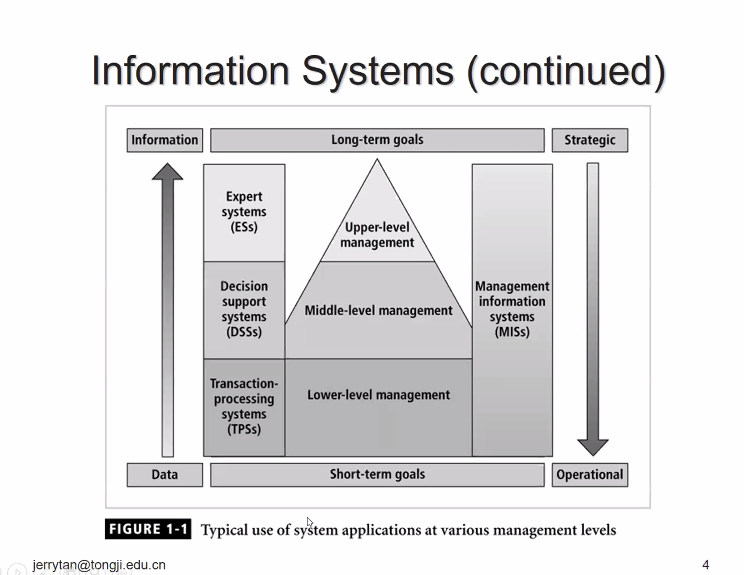 Information Systems (continued)
Information
Long-term goals
Strategic
Expert
systems
(ESs)
Upper-level
management
Decision
support
systems
(DSSs)
Middle-level management
Management
information
systems
(MISs)
Transaction-
processing
systems
(TPSs)
Lower-level management
Data
Short-term goals
Operational
FIGURE 1-1 Typical use of system applications at various management levels
jerrytan@tongji.edu.cn
4